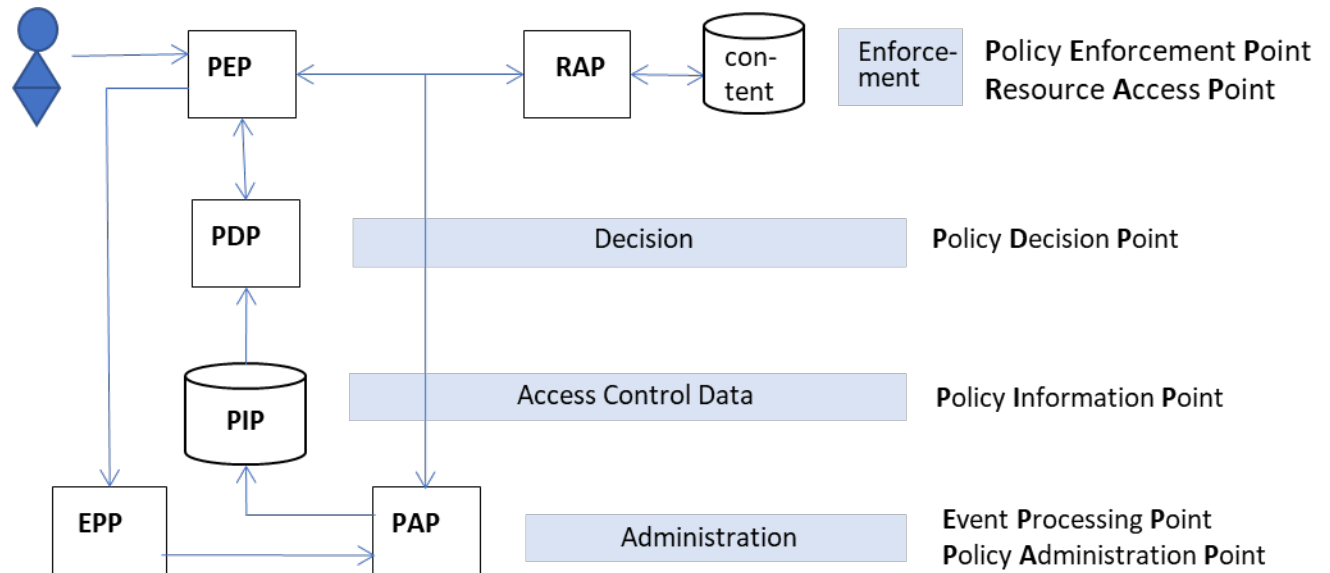 PEP
RAP
con-
tent
Enforce-
ment
Policy Enforcement Point
Resource Access Point
PDP
Decision
Policy Decision Point
PIP
Access Control Data
Policy Information Point
EPP
PAP
Administration
Event Processing Point
Policy Administration Point